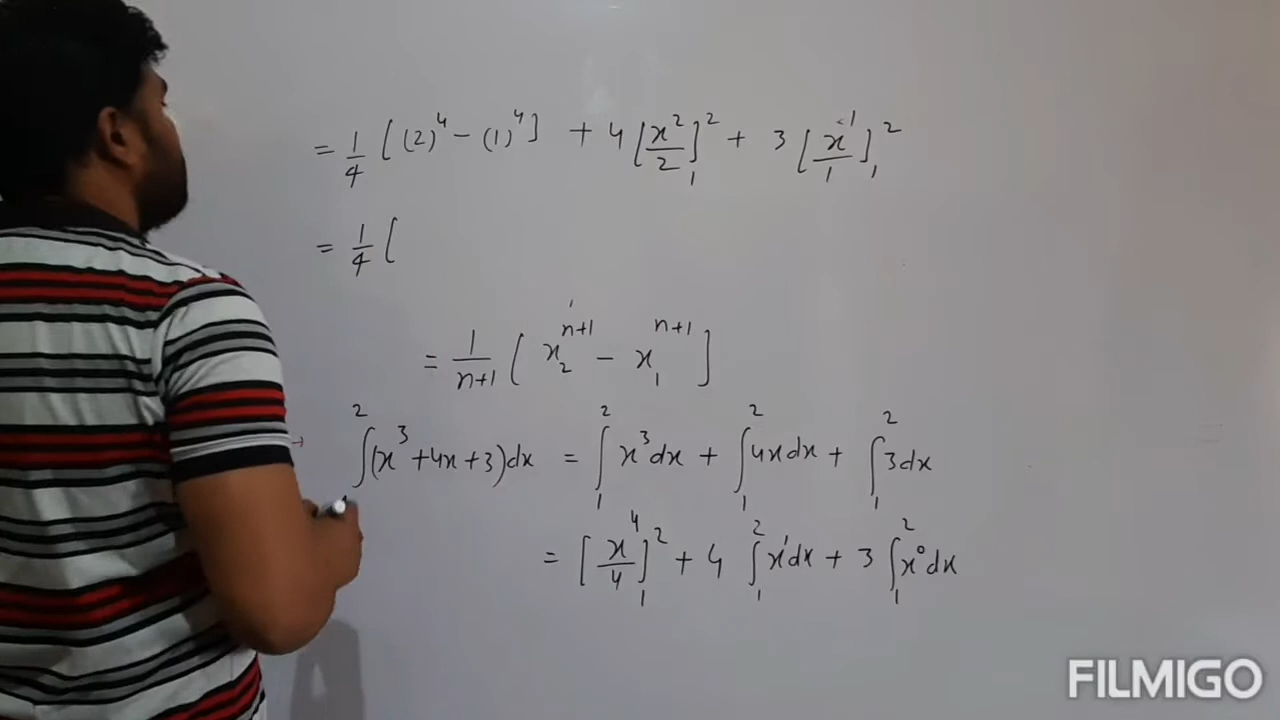 = 1/4 [(2)^4 - (1)^4] + 4 [x^2/2]_1^2 + 3 [x^1/1]_1^2
= 1/4 [
= 1/(n+1) [x_2^(n+1) - x_1^(n+1)]
∫_1^2 (x^3 + 4x + 3) dx = ∫_1^2 x^3 dx + ∫_1^2 4x dx + ∫_1^2 3 dx
= [x^4/4]_1^2 + 4 ∫_1^2 x^1 dx + 3 ∫_1^2 x^0 dx
FILMIGO